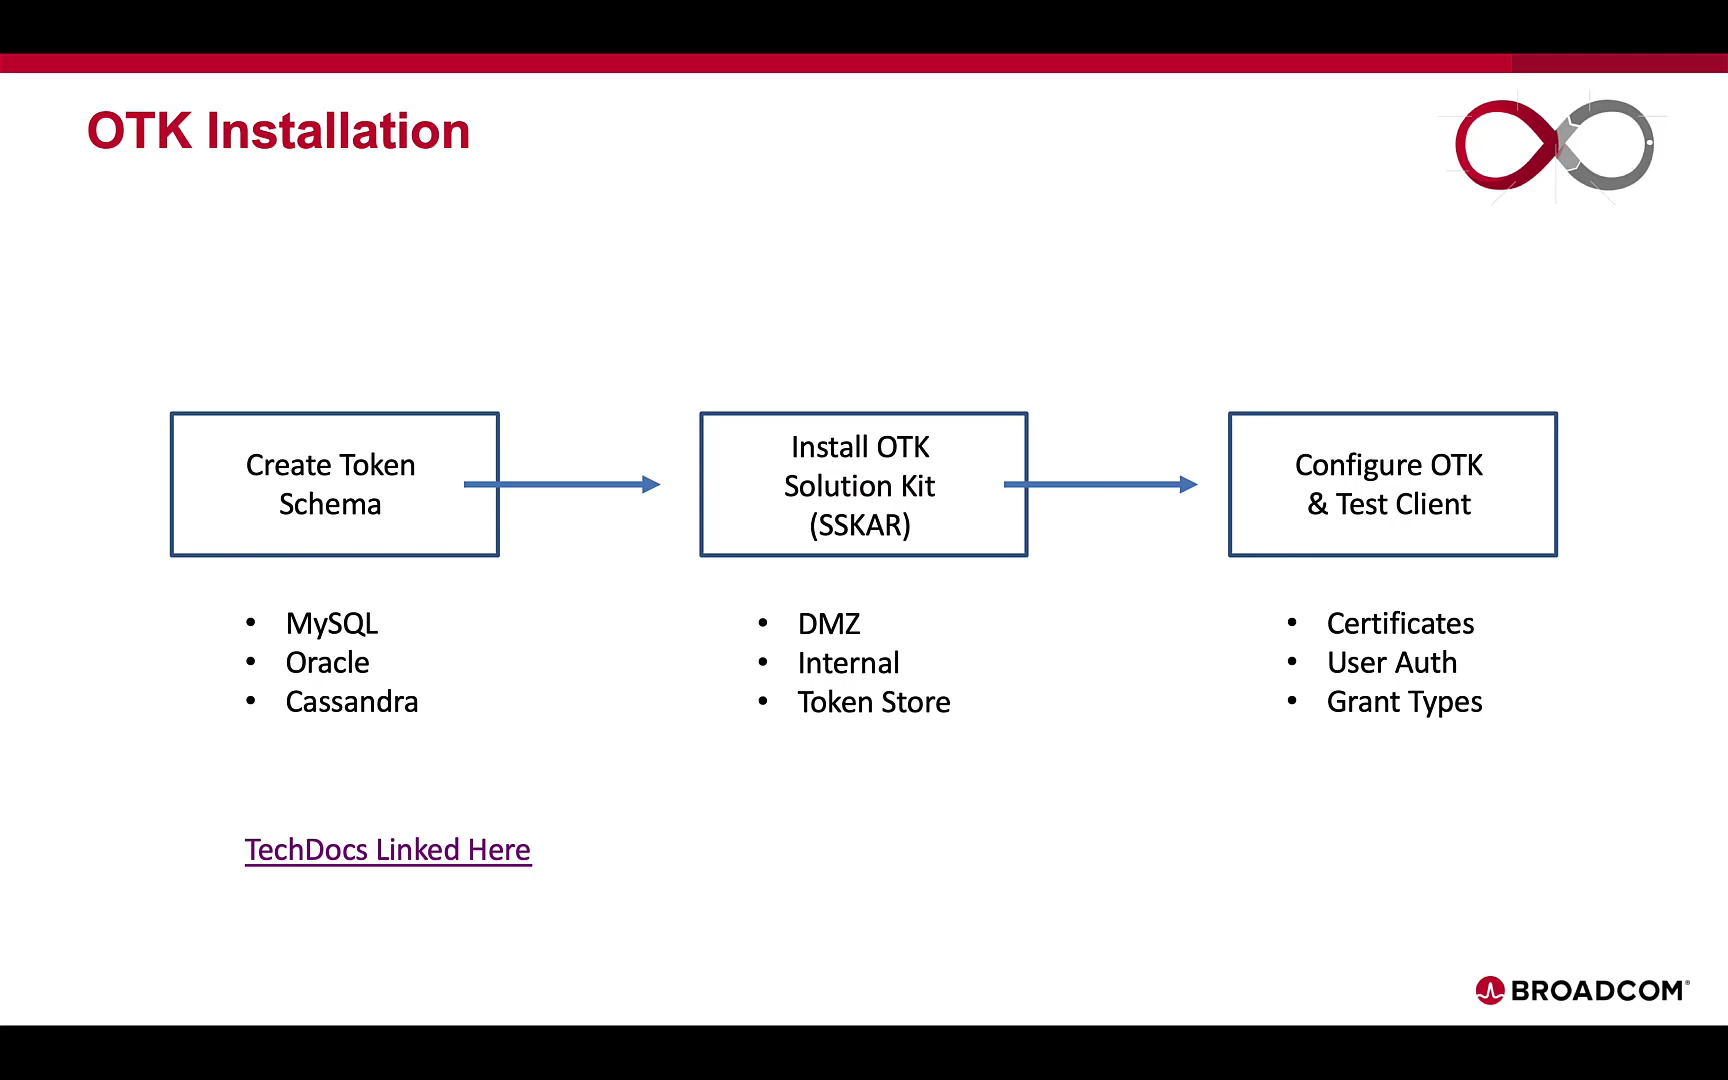 OTK Installation
Create Token
Schema
• MySQL
• Oracle
• Cassandra
Install OTK
Solution Kit
(SSKAR)
• DMZ
• Internal
• Token Store
Configure OTK
& Test Client
• Certificates
• User Auth
• Grant Types
TechDocs Linked Here
BROADCOM®